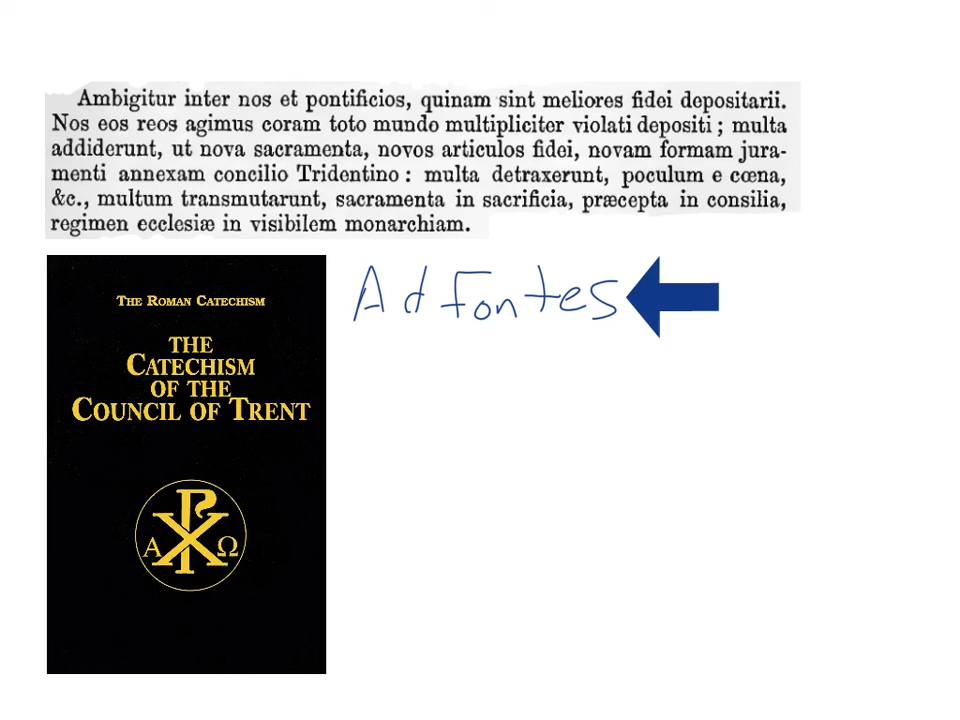 Ambigitur inter nos et pontificios, quinam sint meliores fidei depositarii.
Nos eos reos agimus coram toto mundo multipliciter violati depositi ; multa
addiderunt, ut nova sacramenta, novos articulos fidei, novam formam jura-
menti annexam concilio Tridentino : multa detraxerunt, poculum e cœna,
&c., multum transmutarunt, sacramenta in sacrificia, præcepta in consilia,
regimen ecclesiæ in visibilem monarchiam.
Ad Fontes
THE ROMAN CATECHISM
THE
CATECHISM
OF THE
COUNCIL OF TRENT
Α Ω